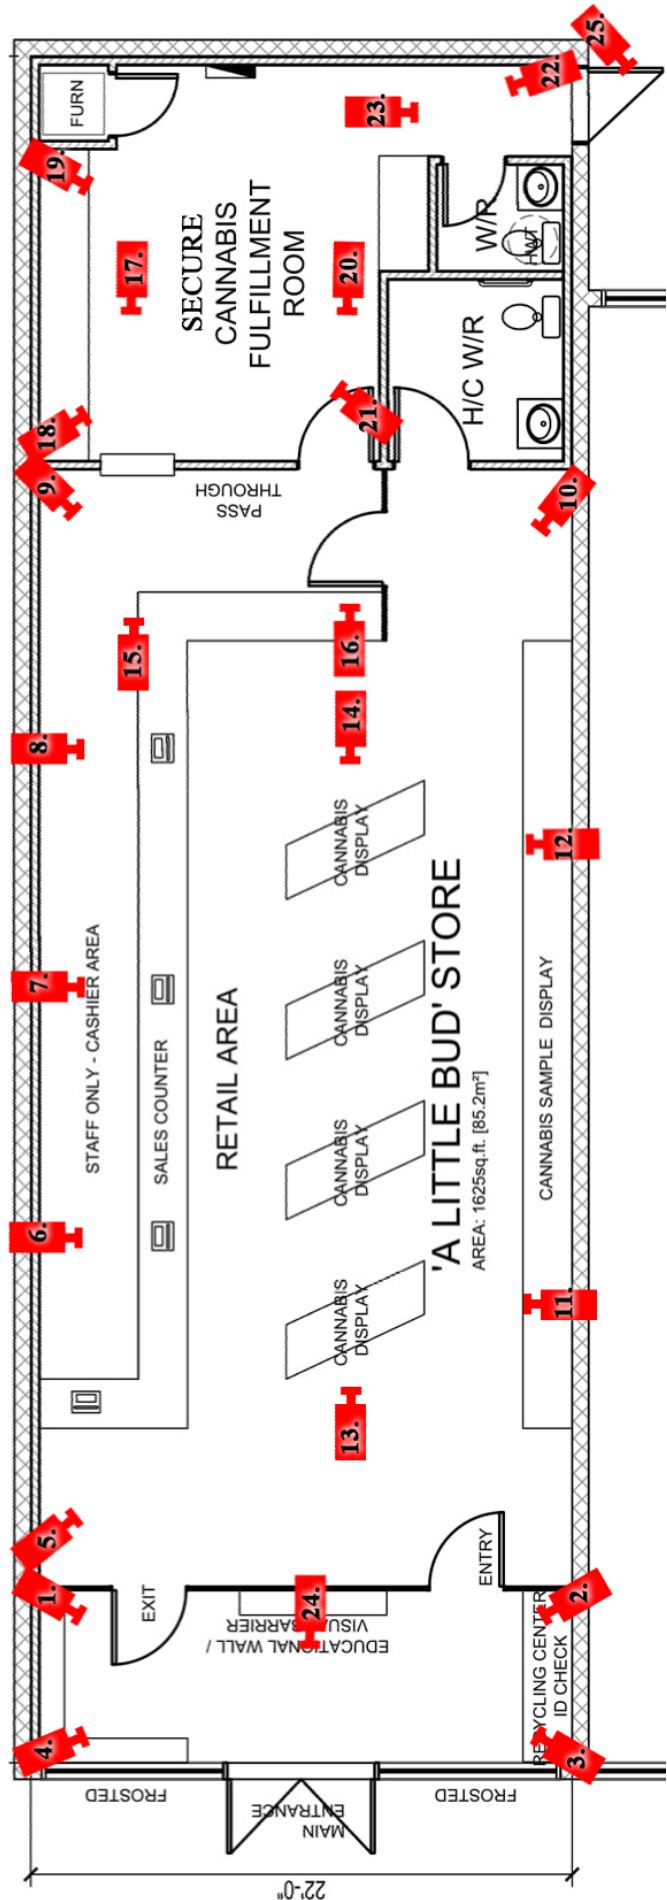 25.
22.
FURN
23.
19.
17.
SECURE
CANNABIS
FULFILLMENT
ROOM
20.
W/R
HWT
H/C W/R
18.
21.
9.
PASS
THROUGH
10.
15.
16.
14.
8.
CANNABIS
DISPLAY
12.
7.
STAFF ONLY - CASHIER AREA
SALES COUNTER
RETAIL AREA
CANNABIS
DISPLAY
'A LITTLE BUD' STORE
AREA: 1625sq.ft. [85.2m²]
CANNABIS SAMPLE DISPLAY
CANNABIS
DISPLAY
6.
CANNABIS
DISPLAY
11.
13.
5.
1.
EXIT
24.
EDUCATIONAL WALL /
VISUAL BARRIER
ENTRY
2.
RECYCLING CENTER
ID CHECK
4.
3.
FROSTED
MAIN
ENTRANCE
FROSTED
22'-0"